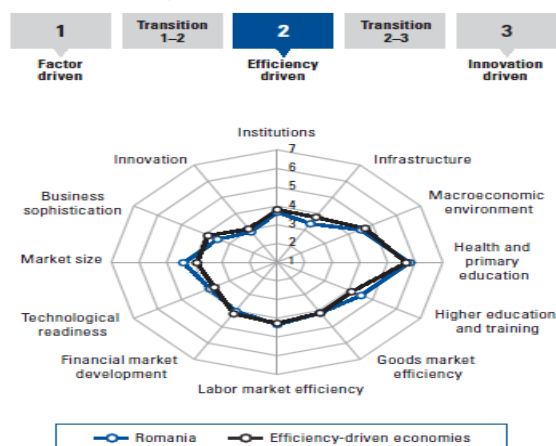 1
Transition
1–2
2
Transition
2–3
3
Factor
driven
Efficiency
driven
Innovation
driven
Institutions
7
6
5
4
3
2
1
Infrastructure
Macroeconomic
environment
Health and
primary
education
Higher education
and training
Goods market
efficiency
Labor market efficiency
Financial market
development
Technological
readiness
Market size
Business
sophistication
Innovation
Romania
Efficiency-driven economies